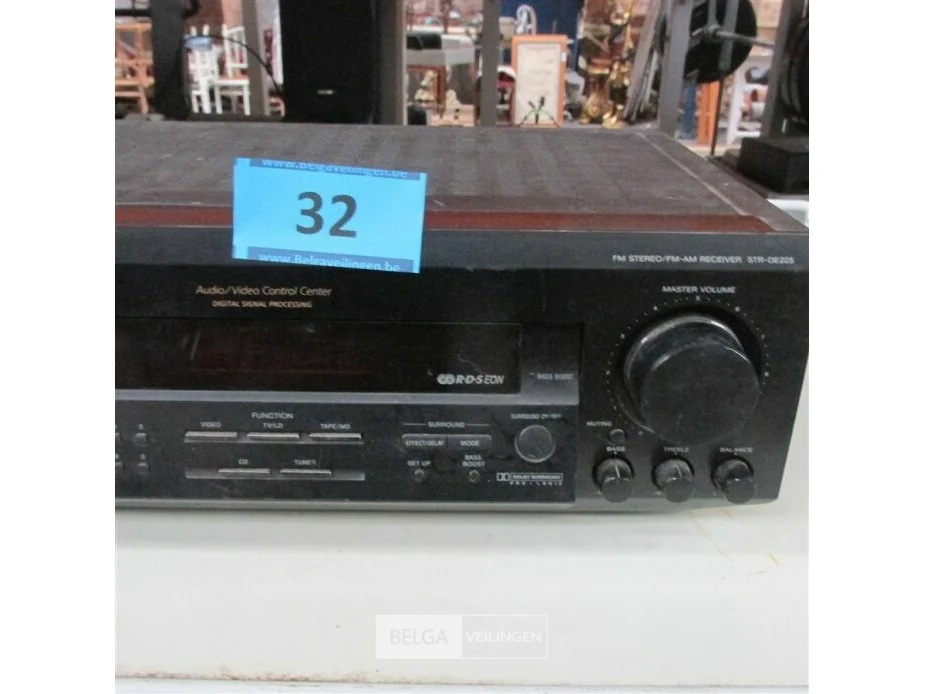 www.Belgaveilingen.be
32
www.Belgaveilingen.be
FM STEREO/FM-AM RECEIVER STR-DE225
Audio/Video Control Center
DIGITAL SIGNAL PROCESSING
MASTER VOLUME
R·D·S EON
BASS BOOST
FUNCTION
VIDEO TV/LD TAPE/MD
SURROUND
SURROUND ON/OFF
MUTING
EFFECT/DELAY MODE
BASS TREBLE BALANCE
CD TUNER
SET UP BASS BOOST
DOLBY SURROUND
PRO · LOGIC
BELGA VEILINGEN